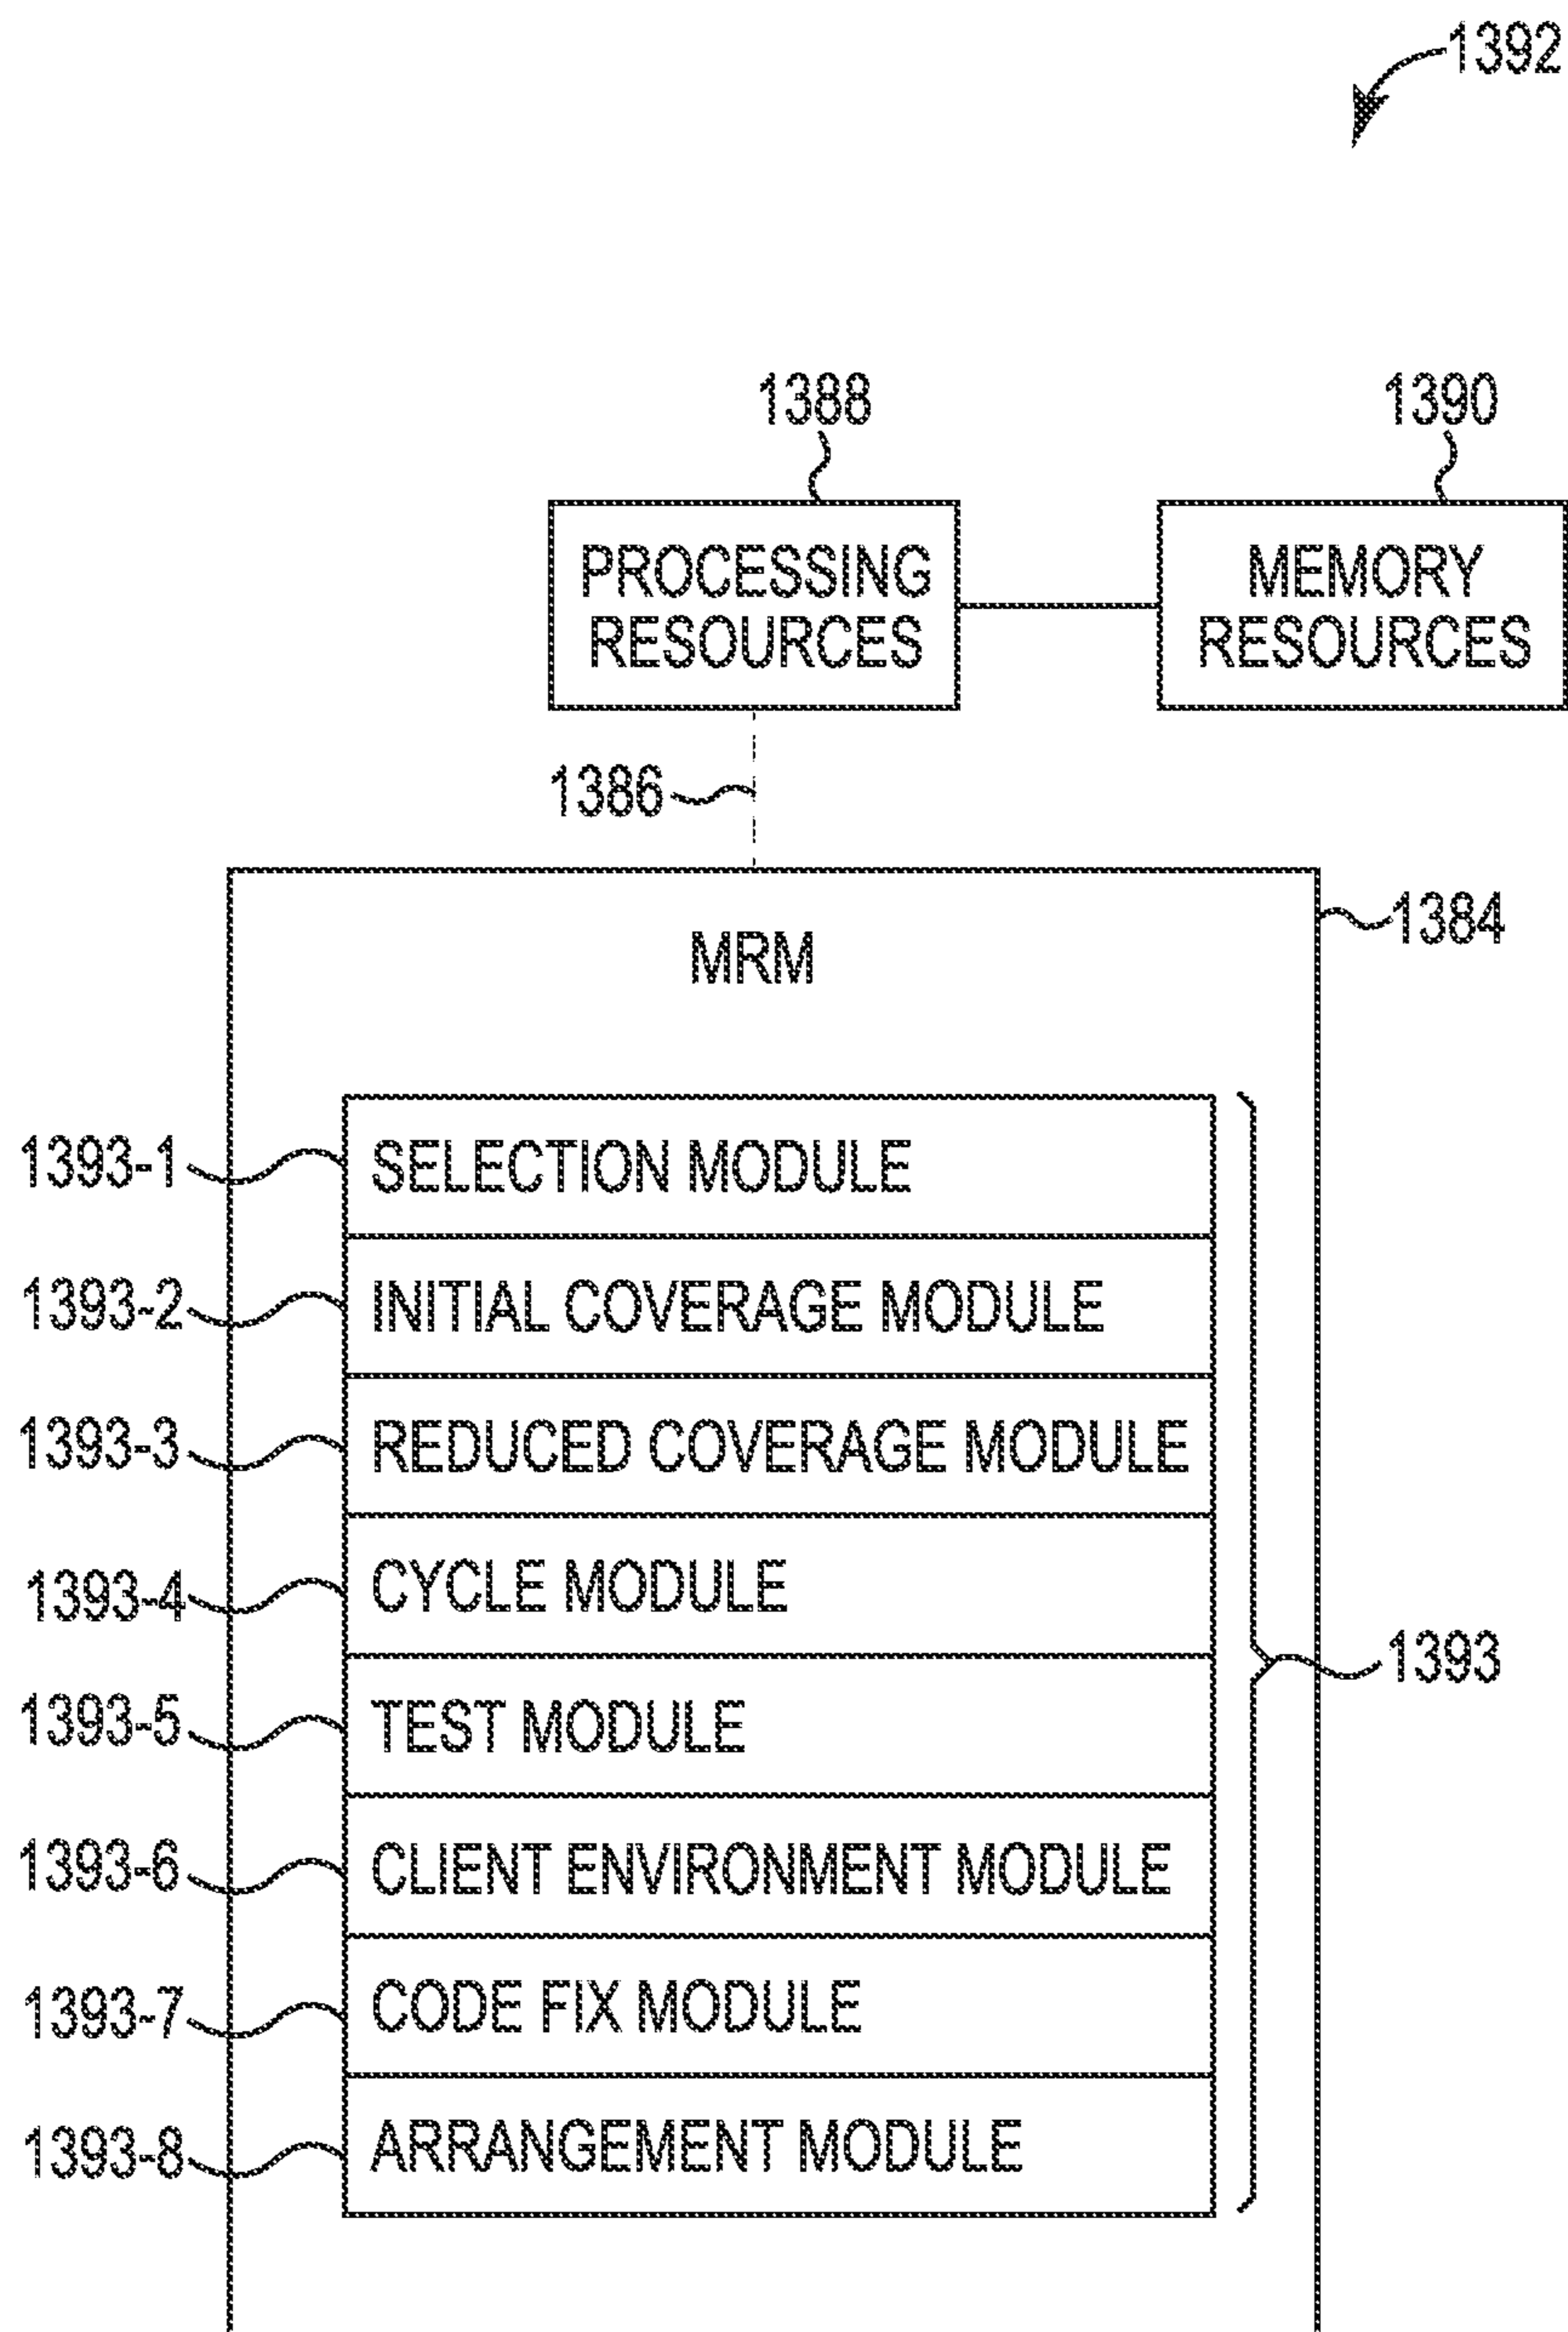 1392
1388
1390
PROCESSING
RESOURCES
MEMORY
RESOURCES
1386
1384
MRM
1393-1
SELECTION MODULE
1393-2
INITIAL COVERAGE MODULE
1393-3
REDUCED COVERAGE MODULE
1393-4
CYCLE MODULE
1393
1393-5
TEST MODULE
1393-6
CLIENT ENVIRONMENT MODULE
1393-7
CODE FIX MODULE
1393-8
ARRANGEMENT MODULE